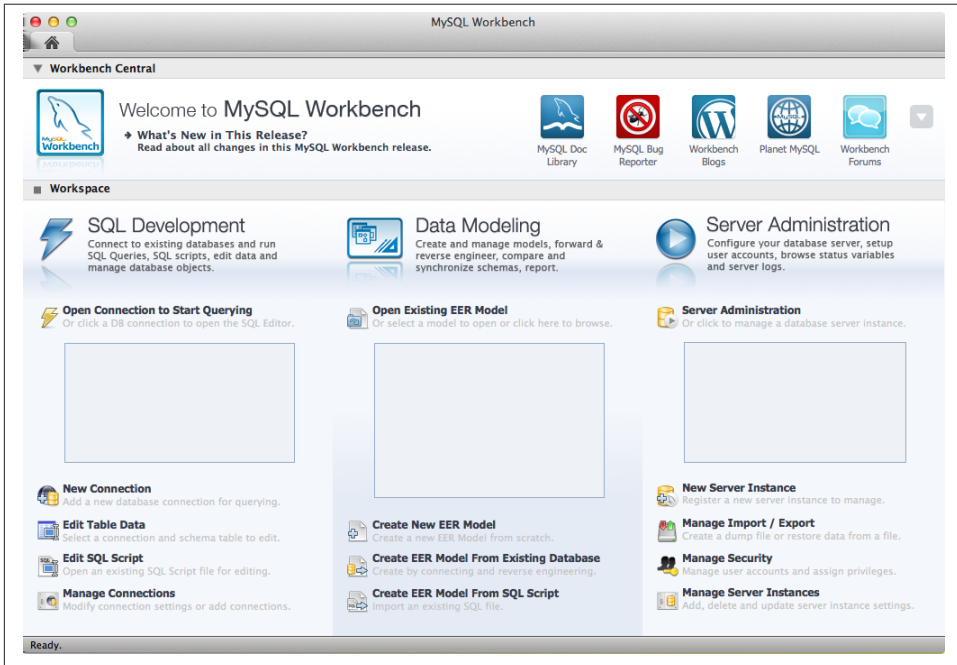 MySQL Workbench
Workbench Central
MySQL
Workbench
Welcome to MySQL Workbench
What's New in This Release?
Read about all changes in this MySQL Workbench release.
MySQL Doc
Library
MySQL Bug
Reporter
Workbench
Blogs
MySQL
Planet MySQL
Workbench
Forums
Workspace
SQL Development
Connect to existing databases and run
SQL Queries, SQL scripts, edit data and
manage database objects.
Open Connection to Start Querying
Or click a DB connection to open the SQL Editor.
New Connection
Add a new database connection for querying.
Edit Table Data
Select a connection and schema table to edit.
Edit SQL Script
Open an existing SQL Script file for editing.
Manage Connections
Modify connection settings or add connections.
Data Modeling
Create and manage models, forward &
reverse engineer, compare and
synchronize schemas, report.
Open Existing EER Model
Or select a model to open or click here to browse.
Create New EER Model
Create a new EER Model from scratch.
Create EER Model From Existing Database
Create by connecting and reverse engineering.
Create EER Model From SQL Script
Import an existing SQL file.
Server Administration
Configure your database server, setup
user accounts, browse status variables
and server logs.
Server Administration
Or click to manage a database server instance.
New Server Instance
Register a new server instance to manage.
Manage Import / Export
Create a dump file or restore data from a file.
Manage Security
Manage user accounts and assign privileges.
Manage Server Instances
Add, delete and update server instance settings.
Ready.